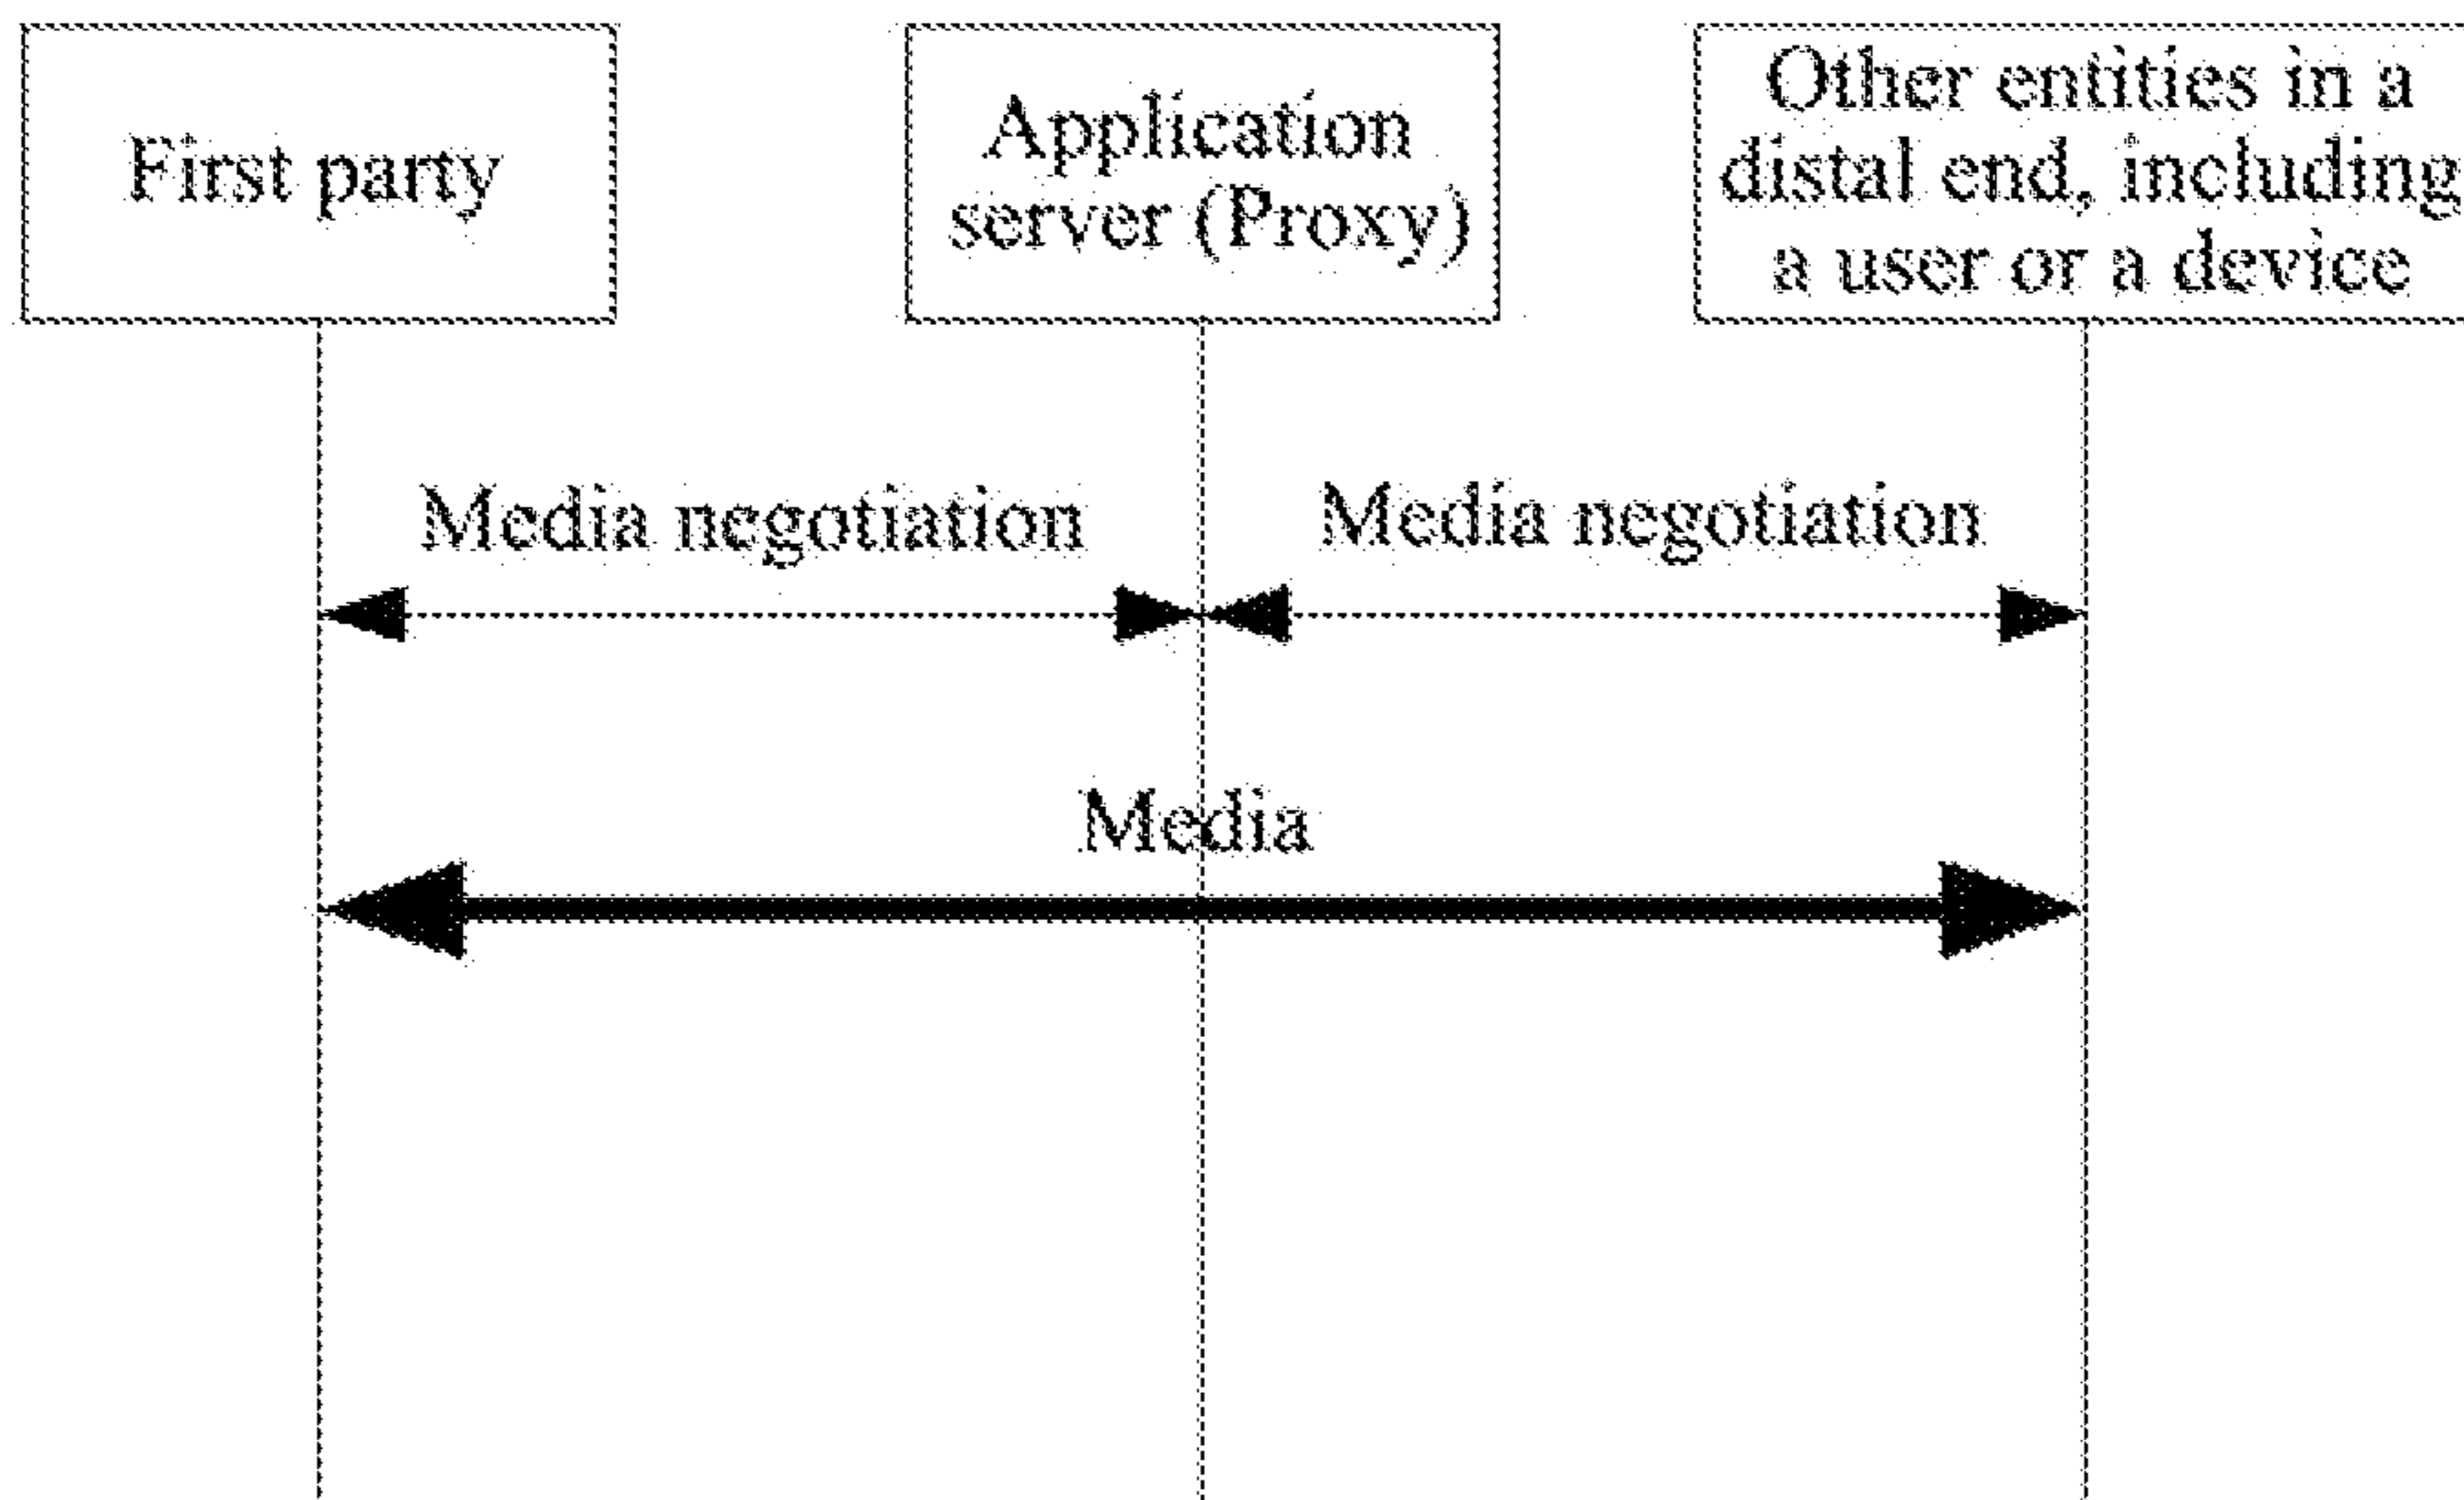 First party
Application
server (Proxy)
Other entities in a
distal end, including
a user or a device
Media negotiation
Media negotiation
Media